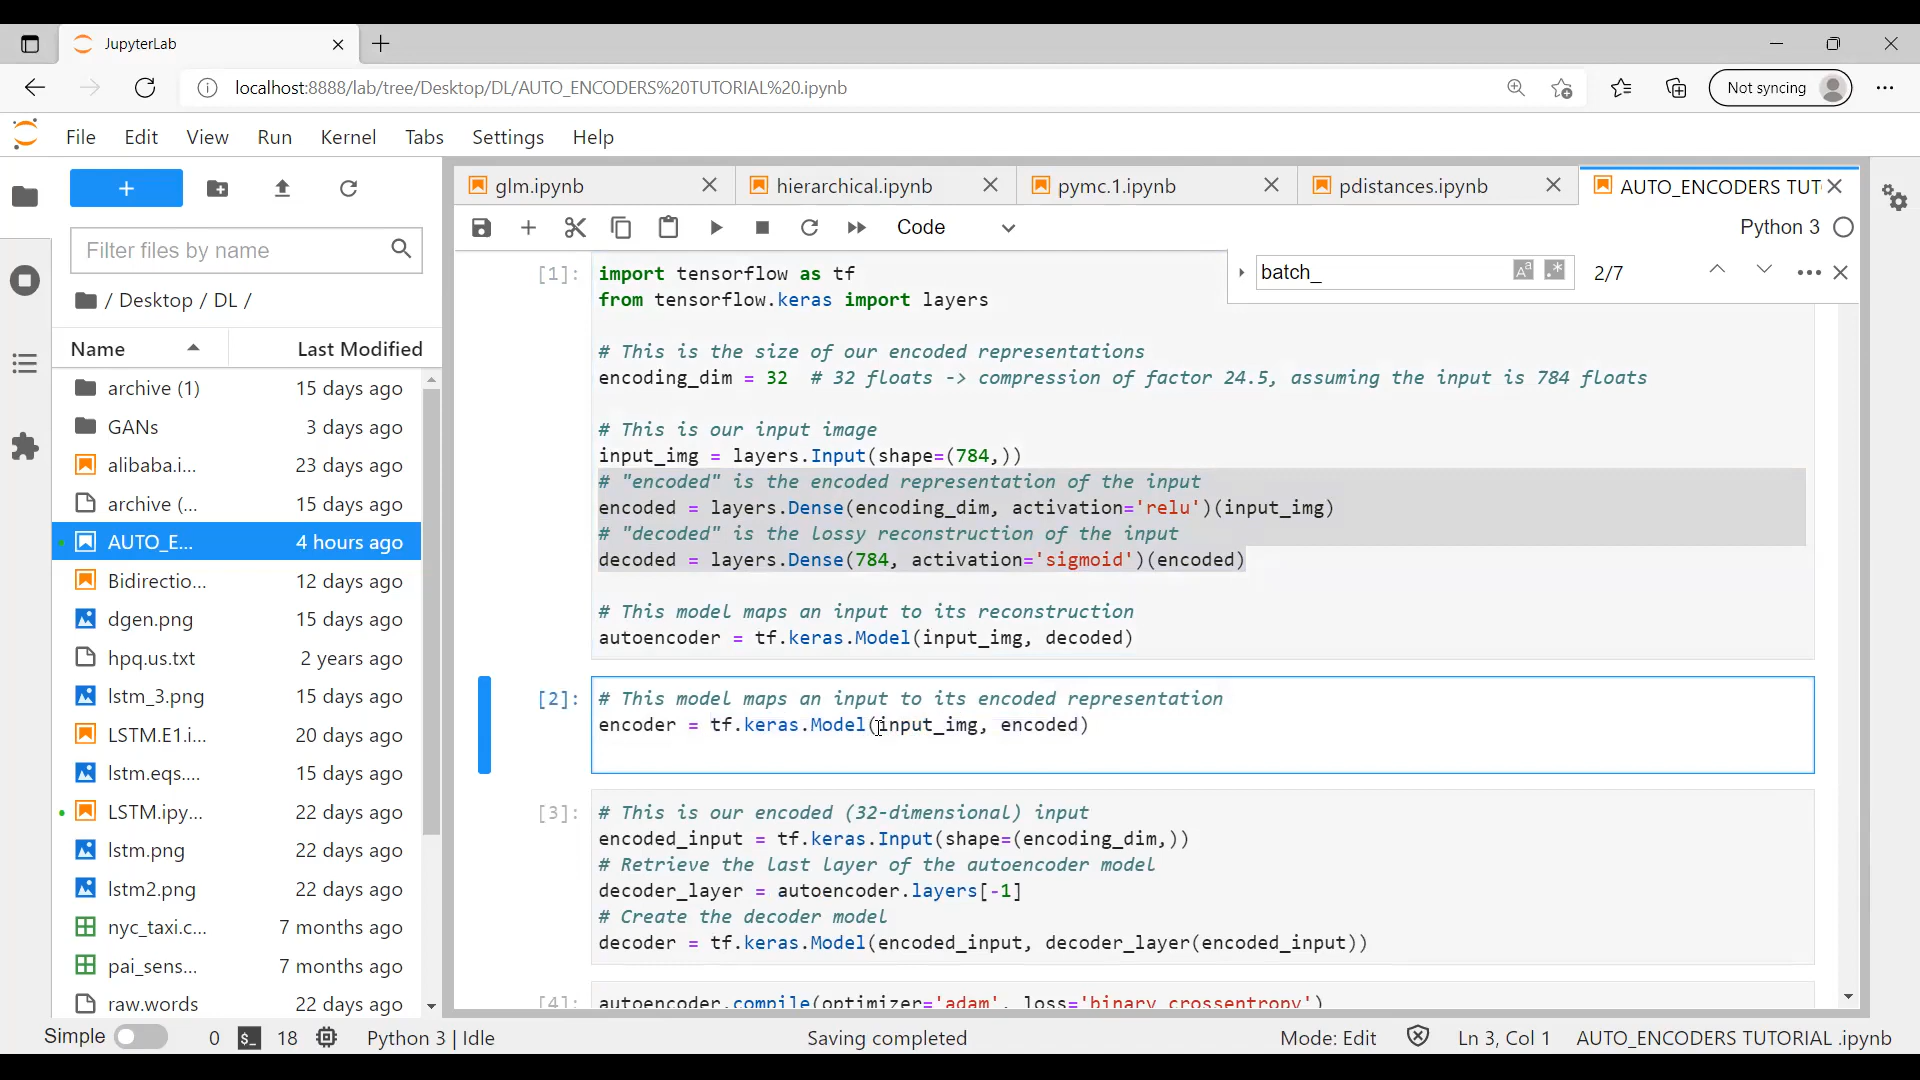 JupyterLab
localhost:8888/lab/tree/Desktop/DL/AUTO_ENCODERS%20TUTORIAL%20.ipynb
Not syncing
File Edit View Run Kernel Tabs Settings Help
glm.ipynb
hierarchical.ipynb
pymc.1.ipynb
pdistances.ipynb
AUTO_ENCODERS TUT
Code
Python 3
Filter files by name
/ Desktop / DL /
Name Last Modified
archive (1) 15 days ago
GANs 3 days ago
alibaba.i... 23 days ago
archive (... 15 days ago
AUTO_E... 4 hours ago
Bidirectio... 12 days ago
dgen.png 15 days ago
hpq.us.txt 2 years ago
lstm_3.png 15 days ago
LSTM.E1.i... 20 days ago
lstm.eqs.... 15 days ago
LSTM.ipy... 22 days ago
lstm.png 22 days ago
lstm2.png 22 days ago
nyc_taxi.c... 7 months ago
pai_sens... 7 months ago
raw.words 22 days ago
batch_
2/7
[1]: import tensorflow as tf
from tensorflow.keras import layers
# This is the size of our encoded representations
encoding_dim = 32  # 32 floats -> compression of factor 24.5, assuming the input is 784 floats
# This is our input image
input_img = layers.Input(shape=(784,))
# "encoded" is the encoded representation of the input
encoded = layers.Dense(encoding_dim, activation='relu')(input_img)
# "decoded" is the lossy reconstruction of the input
decoded = layers.Dense(784, activation='sigmoid')(encoded)
# This model maps an input to its reconstruction
autoencoder = tf.keras.Model(input_img, decoded)
[2]: # This model maps an input to its encoded representation
encoder = tf.keras.Model(input_img, encoded)
[3]: # This is our encoded (32-dimensional) input
encoded_input = tf.keras.Input(shape=(encoding_dim,))
# Retrieve the last layer of the autoencoder model
decoder_layer = autoencoder.layers[-1]
# Create the decoder model
decoder = tf.keras.Model(encoded_input, decoder_layer(encoded_input))
[4]: autoencoder.compile(optimizer='adam', loss='binary_crossentropy')
Simple 0 18 Python 3 | Idle Saving completed Mode: Edit Ln 3, Col 1 AUTO_ENCODERS TUTORIAL .ipynb